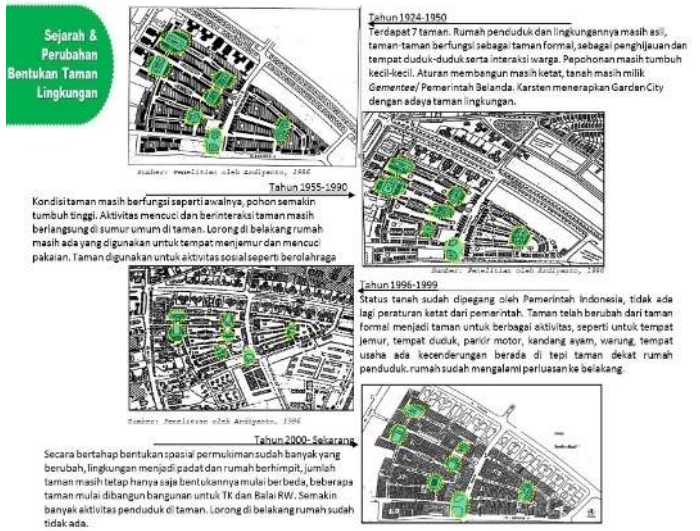 Sejarah &
Perubahan
Bentukan Taman
Lingkungan
Tahun 1924-1950
Terdapat 7 taman. Rumah penduduk dan lingkungannya masih asli,
taman-taman berfungsi sebagai taman formal, sebagai penghijauan dan
tempat duduk-duduk serta interaksi warga. Pepohonan masih tumbuh
kecil-kecil. Aturan membangun masih ketat, tanah masih milik
Gementee/ Pemerintah Belanda. Karsten menerapkan Garden City
dengan adaya taman lingkungan.
Sumber: Penelitian oleh Ardiyanto, 1996
Tahun 1955-1990
Kondisi taman masih berfungsi seperti awalnya, pohon semakin
tumbuh tinggi. Aktivitas mencuci dan berinteraksi taman masih
berlangsung di sumur umum di taman. Lorong di belakang rumah
masih ada yang digunakan untuk tempat menjemur dan mencuci
pakaian. Taman digunakan untuk aktivitas sosial seperti berolahraga
Sumber: Penelitian oleh Ardiyanto, 1996
Tahun 1996-1999
Status tanah sudah dipegang oleh Pemerintah Indonesia, tidak ada
lagi peraturan ketat dari pemerintah. Taman telah berubah dari taman
formal menjadi taman untuk berbagai aktivitas, seperti untuk tempat
jemur, tempat duduk, parkir motor, kandang ayam, warung, tempat
usaha ada kecenderungan berada di tepi taman dekat rumah
penduduk. rumah sudah mengalami perluasan ke belakang.
Sumber: Penelitian oleh Ardiyanto, 1996
Tahun 2000- Sekarang
Secara bertahap bentukan spasial permukiman sudah banyak yang
berubah, lingkungan menjadi padat dan rumah berhimpit, jumlah
taman masih tetap hanya saja bentukannya mulai berbeda, beberapa
taman mulai dibangun bangunan untuk TK dan Balai RW. Semakin
banyak aktivitas penduduk di taman. Lorong di belakang rumah sudah
tidak ada.